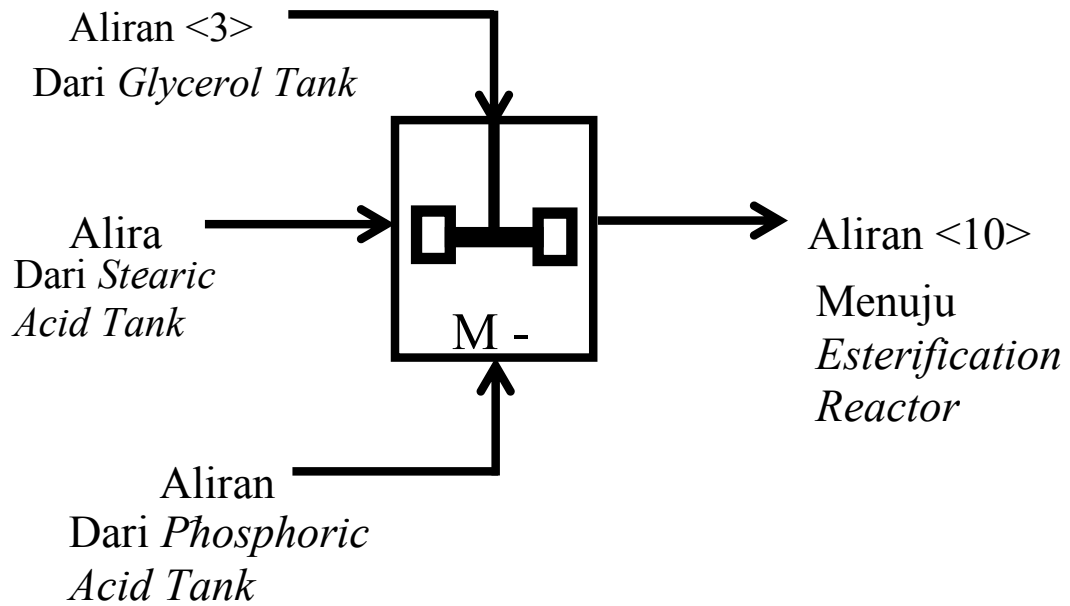 Aliran <3>
Dari Glycerol Tank
Alira
Dari Stearic
Acid Tank
M -
Aliran <10>
Menuju
Esterification
Reactor
Aliran
Dari Phosphoric
Acid Tank